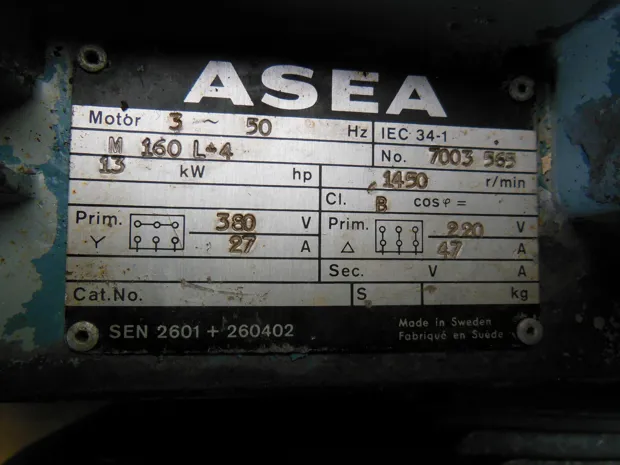 ASEA
Motor 3 ~ 50 Hz IEC 34-1
M 160 L-4 No. 7003 565
13 kW hp 1450 r/min
Cl. B cosφ =
Prim. 380 V Prim. 220 V
Y 27 A △ 47 A
Sec. V A
Cat.No. S kg
SEN 2601 + 260402
Made in Sweden
Fabriqué en Suède